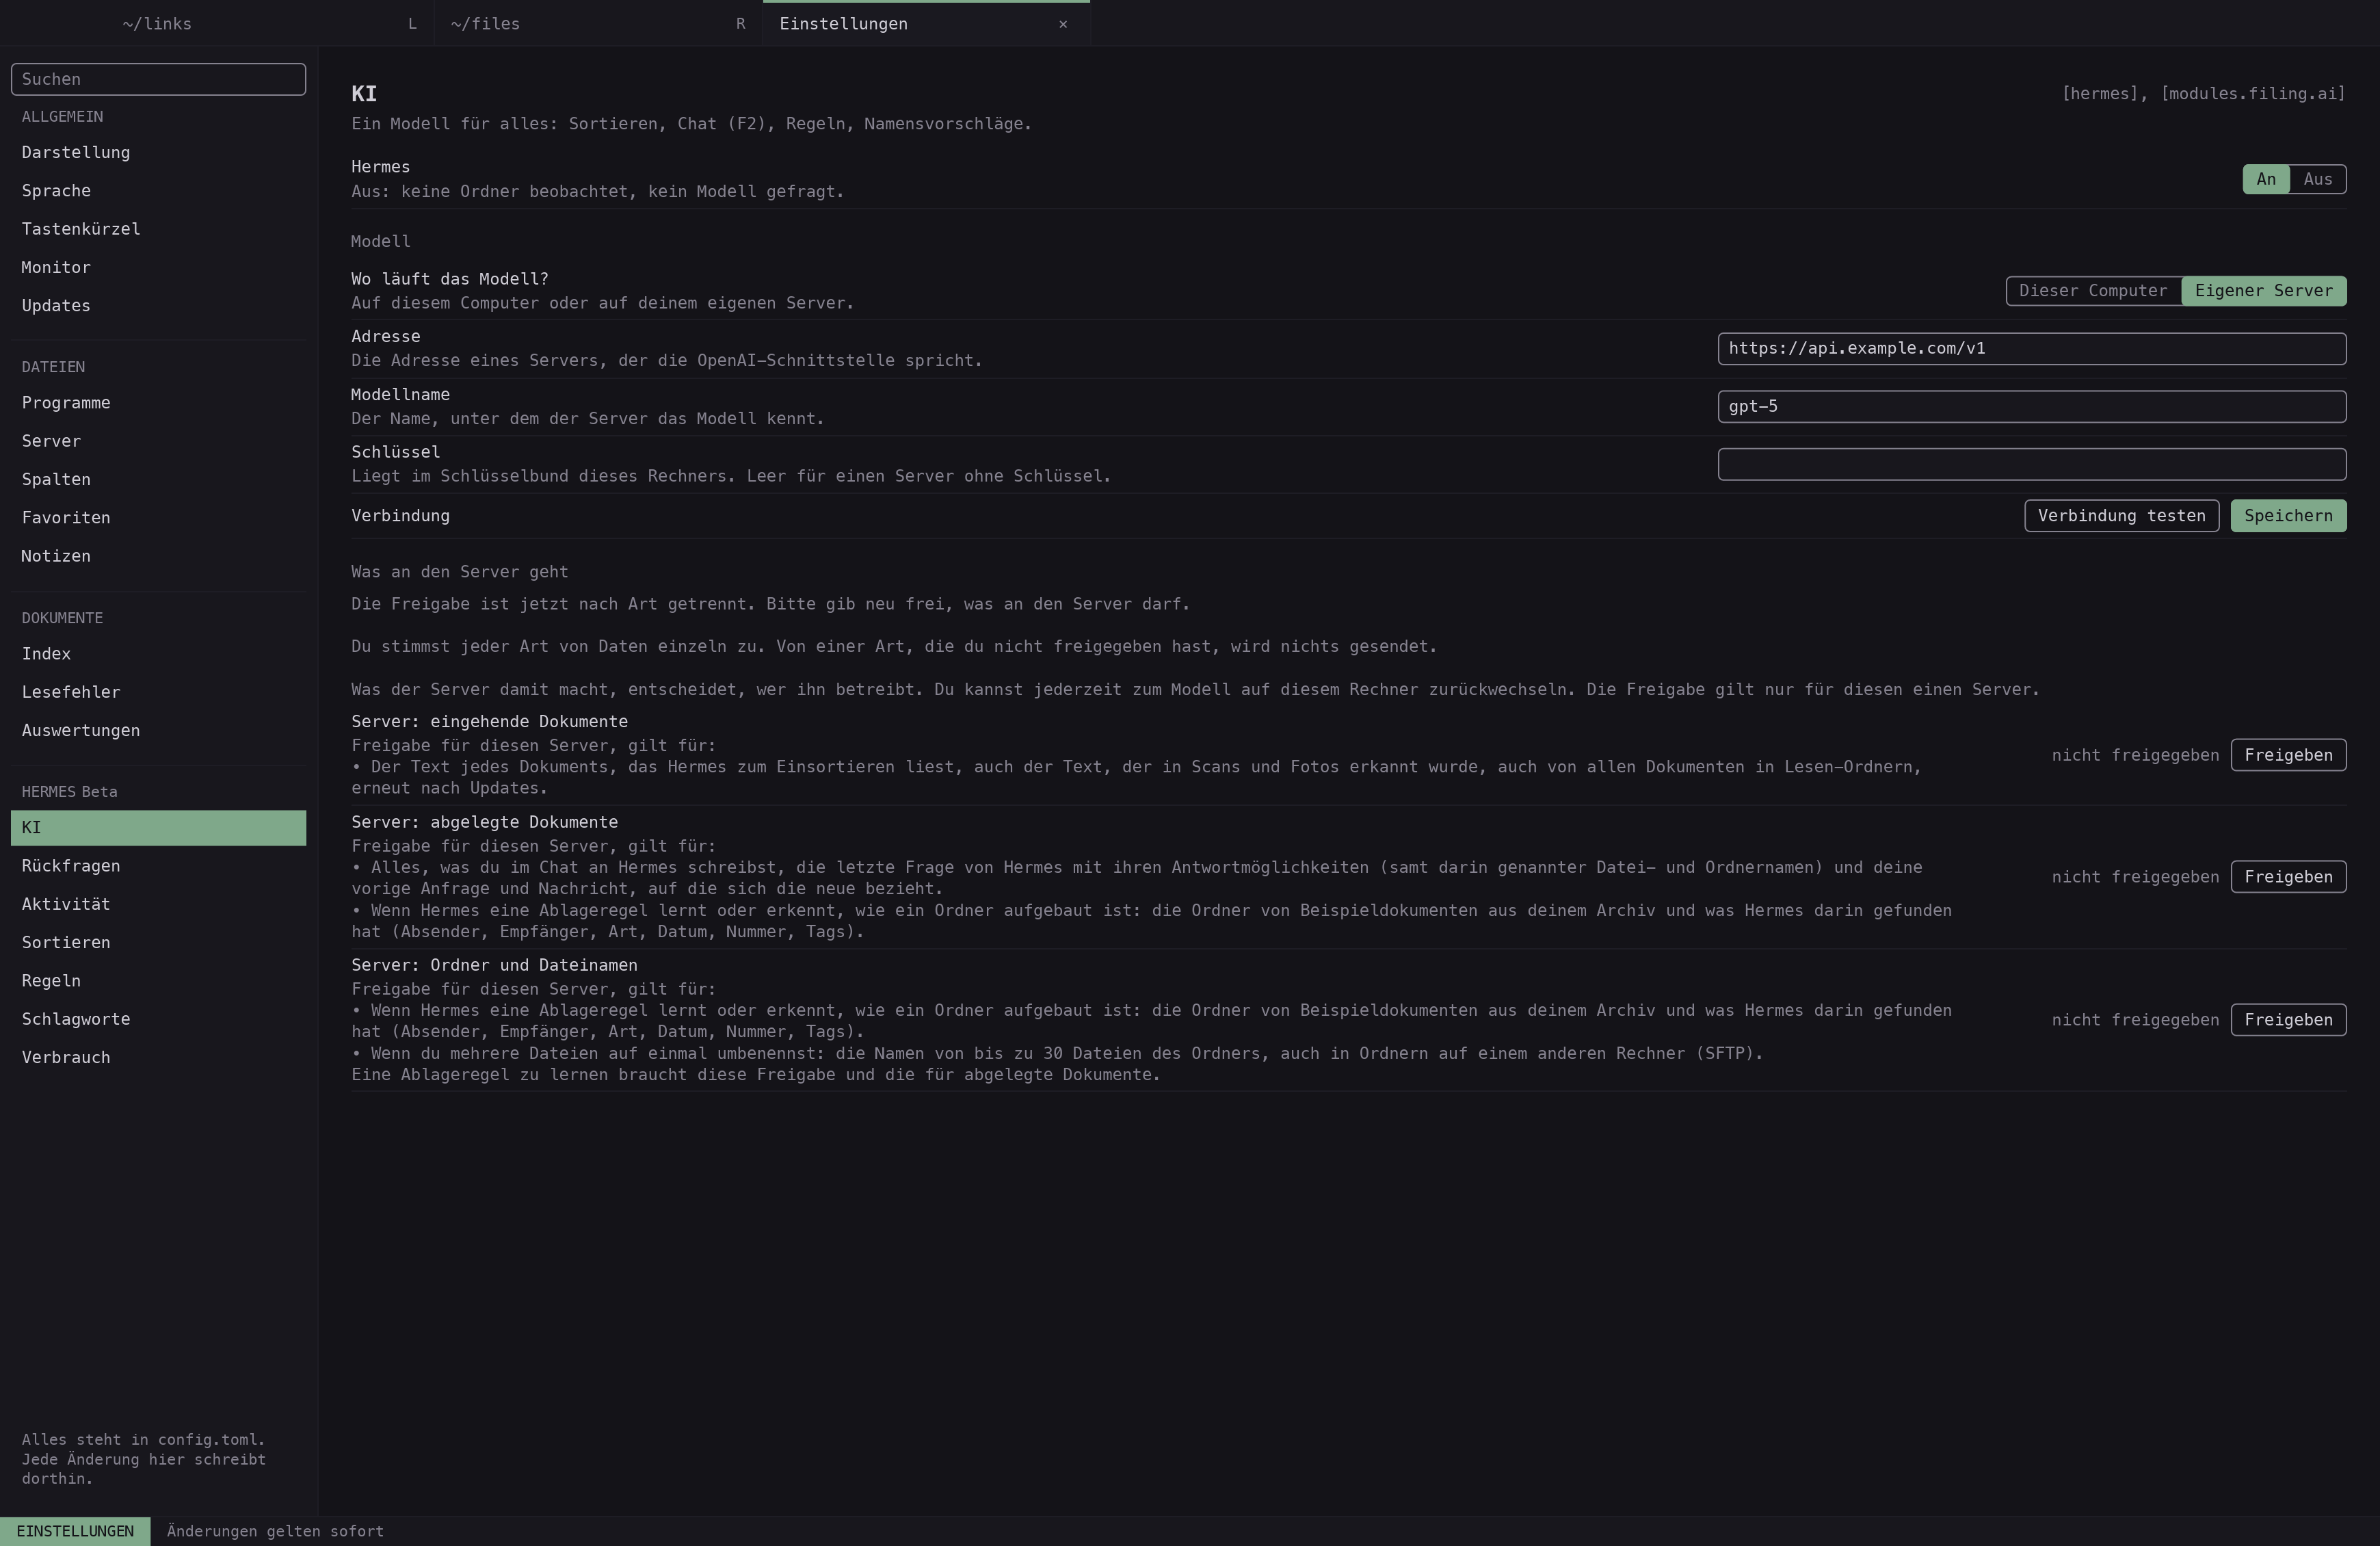 ~/links L ~/files R Einstellungen ×
Suchen
ALLGEMEIN
Darstellung
Sprache
Tastenkürzel
Monitor
Updates
DATEIEN
Programme
Server
Spalten
Favoriten
Notizen
DOKUMENTE
Index
Lesefehler
Auswertungen
HERMES Beta
KI
Rückfragen
Aktivität
Sortieren
Regeln
Schlagworte
Verbrauch
Alles steht in config.toml.
Jede Änderung hier schreibt
dorthin.
KI [hermes], [modules.filing.ai]
Ein Modell für alles: Sortieren, Chat (F2), Regeln, Namensvorschläge.
Hermes
Aus: keine Ordner beobachtet, kein Modell gefragt.
An Aus
Modell
Wo läuft das Modell?
Auf diesem Computer oder auf deinem eigenen Server.
Dieser Computer Eigener Server
Adresse
Die Adresse eines Servers, der die OpenAI-Schnittstelle spricht.
https://api.example.com/v1
Modellname
Der Name, unter dem der Server das Modell kennt.
gpt-5
Schlüssel
Liegt im Schlüsselbund dieses Rechners. Leer für einen Server ohne Schlüssel.
Verbindung Verbindung testen Speichern
Was an den Server geht
Die Freigabe ist jetzt nach Art getrennt. Bitte gib neu frei, was an den Server darf.
Du stimmst jeder Art von Daten einzeln zu. Von einer Art, die du nicht freigegeben hast, wird nichts gesendet.
Was der Server damit macht, entscheidet, wer ihn betreibt. Du kannst jederzeit zum Modell auf diesem Rechner zurückwechseln. Die Freigabe gilt nur für diesen einen Server.
Server: eingehende Dokumente
Freigabe für diesen Server, gilt für:
• Der Text jedes Dokuments, das Hermes zum Einsortieren liest, auch der Text, der in Scans und Fotos erkannt wurde, auch von allen Dokumenten in Lesen-Ordnern,
erneut nach Updates.
nicht freigegeben Freigeben
Server: abgelegte Dokumente
Freigabe für diesen Server, gilt für:
• Alles, was du im Chat an Hermes schreibst, die letzte Frage von Hermes mit ihren Antwortmöglichkeiten (samt darin genannter Datei- und Ordnernamen) und deine
vorige Anfrage und Nachricht, auf die sich die neue bezieht.
• Wenn Hermes eine Ablageregel lernt oder erkennt, wie ein Ordner aufgebaut ist: die Ordner von Beispieldokumenten aus deinem Archiv und was Hermes darin gefunden
hat (Absender, Empfänger, Art, Datum, Nummer, Tags).
nicht freigegeben Freigeben
Server: Ordner und Dateinamen
Freigabe für diesen Server, gilt für:
• Wenn Hermes eine Ablageregel lernt oder erkennt, wie ein Ordner aufgebaut ist: die Ordner von Beispieldokumenten aus deinem Archiv und was Hermes darin gefunden
hat (Absender, Empfänger, Art, Datum, Nummer, Tags).
• Wenn du mehrere Dateien auf einmal umbenennst: die Namen von bis zu 30 Dateien des Ordners, auch in Ordnern auf einem anderen Rechner (SFTP).
Eine Ablageregel zu lernen braucht diese Freigabe und die für abgelegte Dokumente.
nicht freigegeben Freigeben
EINSTELLUNGEN Änderungen gelten sofort